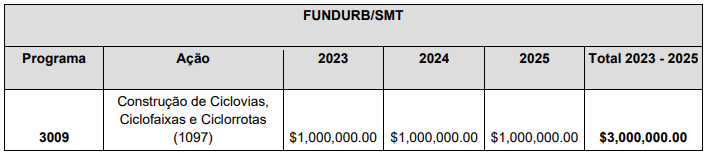 FUNDURB/SMT
Programa Ação 2023 2024 2025 Total 2023 - 2025
Construção de Ciclovias,
Ciclofaixas e Ciclorrotas
3009 (1097) $1,000,000.00 $1,000,000.00 $1,000,000.00 $3,000,000.00